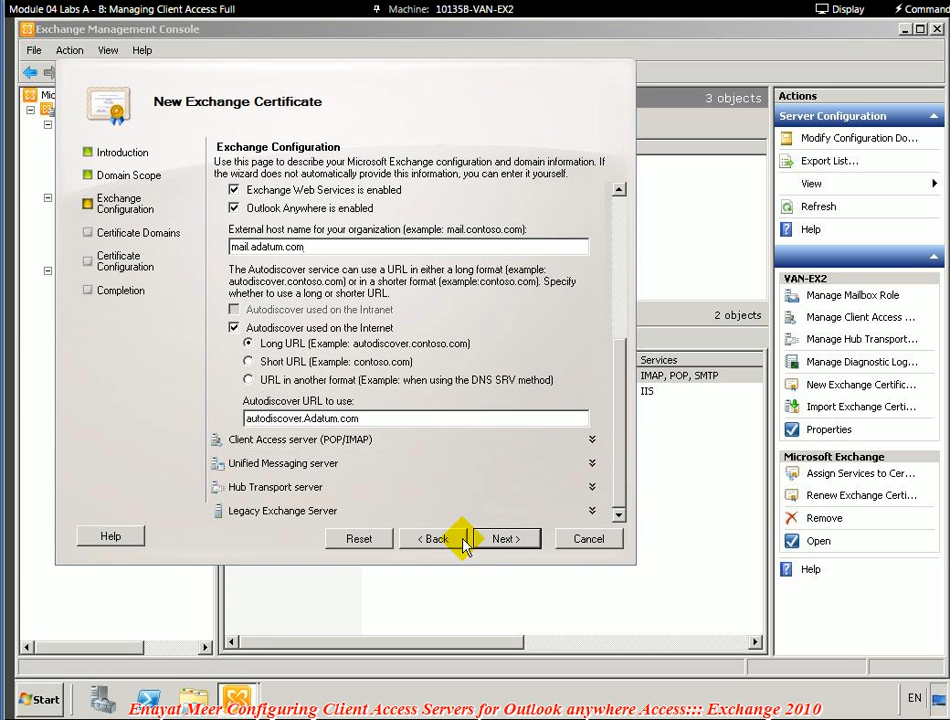 Module 04 Labs A - B: Managing Client Access: Full
Machine: 10135B-VAN-EX2
Display
Command
Exchange Management Console
File Action View Help
Mic
3 objects
New Exchange Certificate
Introduction
Domain Scope
Exchange
Configuration
Certificate Domains
Certificate
Configuration
Completion
Exchange Configuration
Use this page to describe your Microsoft Exchange configuration and domain information. If
the wizard does not automatically provide this information, you can enter it yourself.
Exchange Web Services is enabled
Outlook Anywhere is enabled
External host name for your organization (example: mail.contoso.com):
mail.adatum.com
The Autodiscover service can use a URL in either a long format (example:
autodiscover.contoso.com) or in a shorter format (example:contoso.com). Specify
whether to use a long or shorter URL.
Autodiscover used on the Intranet
Autodiscover used on the Internet
Long URL (Example: autodiscover.contoso.com)
Short URL (Example: contoso.com)
URL in another format (Example: when using the DNS SRV method)
Autodiscover URL to use:
autodiscover.Adatum.com
Client Access server (POP/IMAP)
Unified Messaging server
Hub Transport server
Legacy Exchange Server
Help
Reset
< Back
Next >
Cancel
2 objects
Services
IMAP, POP, SMTP
IIS
Actions
Server Configuration
Modify Configuration Do...
Export List...
View
Refresh
Help
VAN-EX2
Manage Mailbox Role
Manage Client Access ...
Manage Hub Transport...
Manage Diagnostic Log...
New Exchange Certific...
Import Exchange Certi...
Properties
Microsoft Exchange
Assign Services to Cer...
Renew Exchange Certi...
Remove
Open
Help
Start
EN
Enayat Meer Configuring Client Access Servers for Outlook anywhere Access::: Exchange 2010